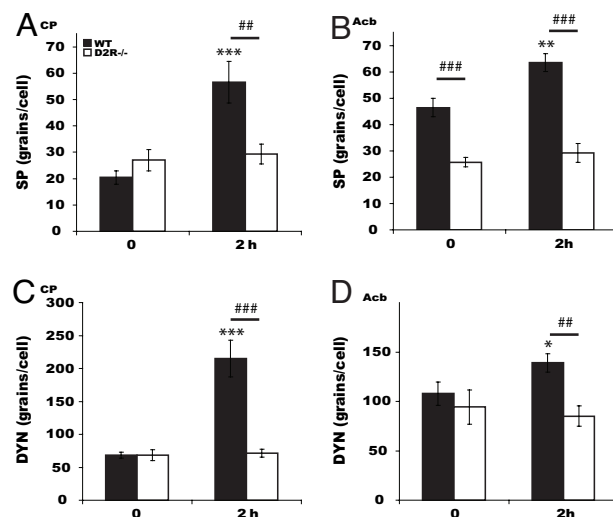 A CP
WT
D2R-/-
##
***
SP (grains/cell)
70
60
50
40
30
20
10
0
0 2 h
B Acb
###
###
**
SP (grains/cell)
70
60
50
40
30
20
10
0
0 2h
C CP
###
***
DYN (grains/cell)
300
250
200
150
100
50
0
0 2 h
D Acb
##
*
DYN (grains/cell)
150
100
50
0
0 2 h